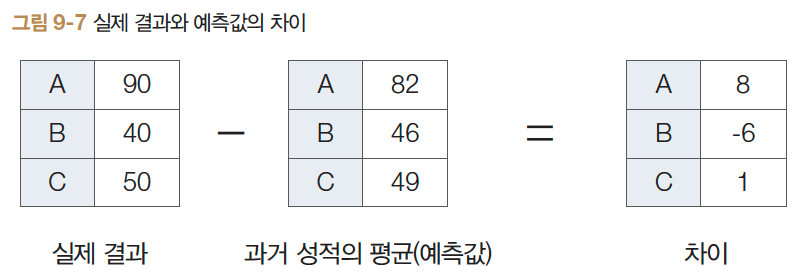 그림 9-7 실제 결과와 예측값의 차이
A 90 A 82 A 8
B 40 − B 46 = B -6
C 50 C 49 C 1
실제 결과 과거 성적의 평균(예측값) 차이